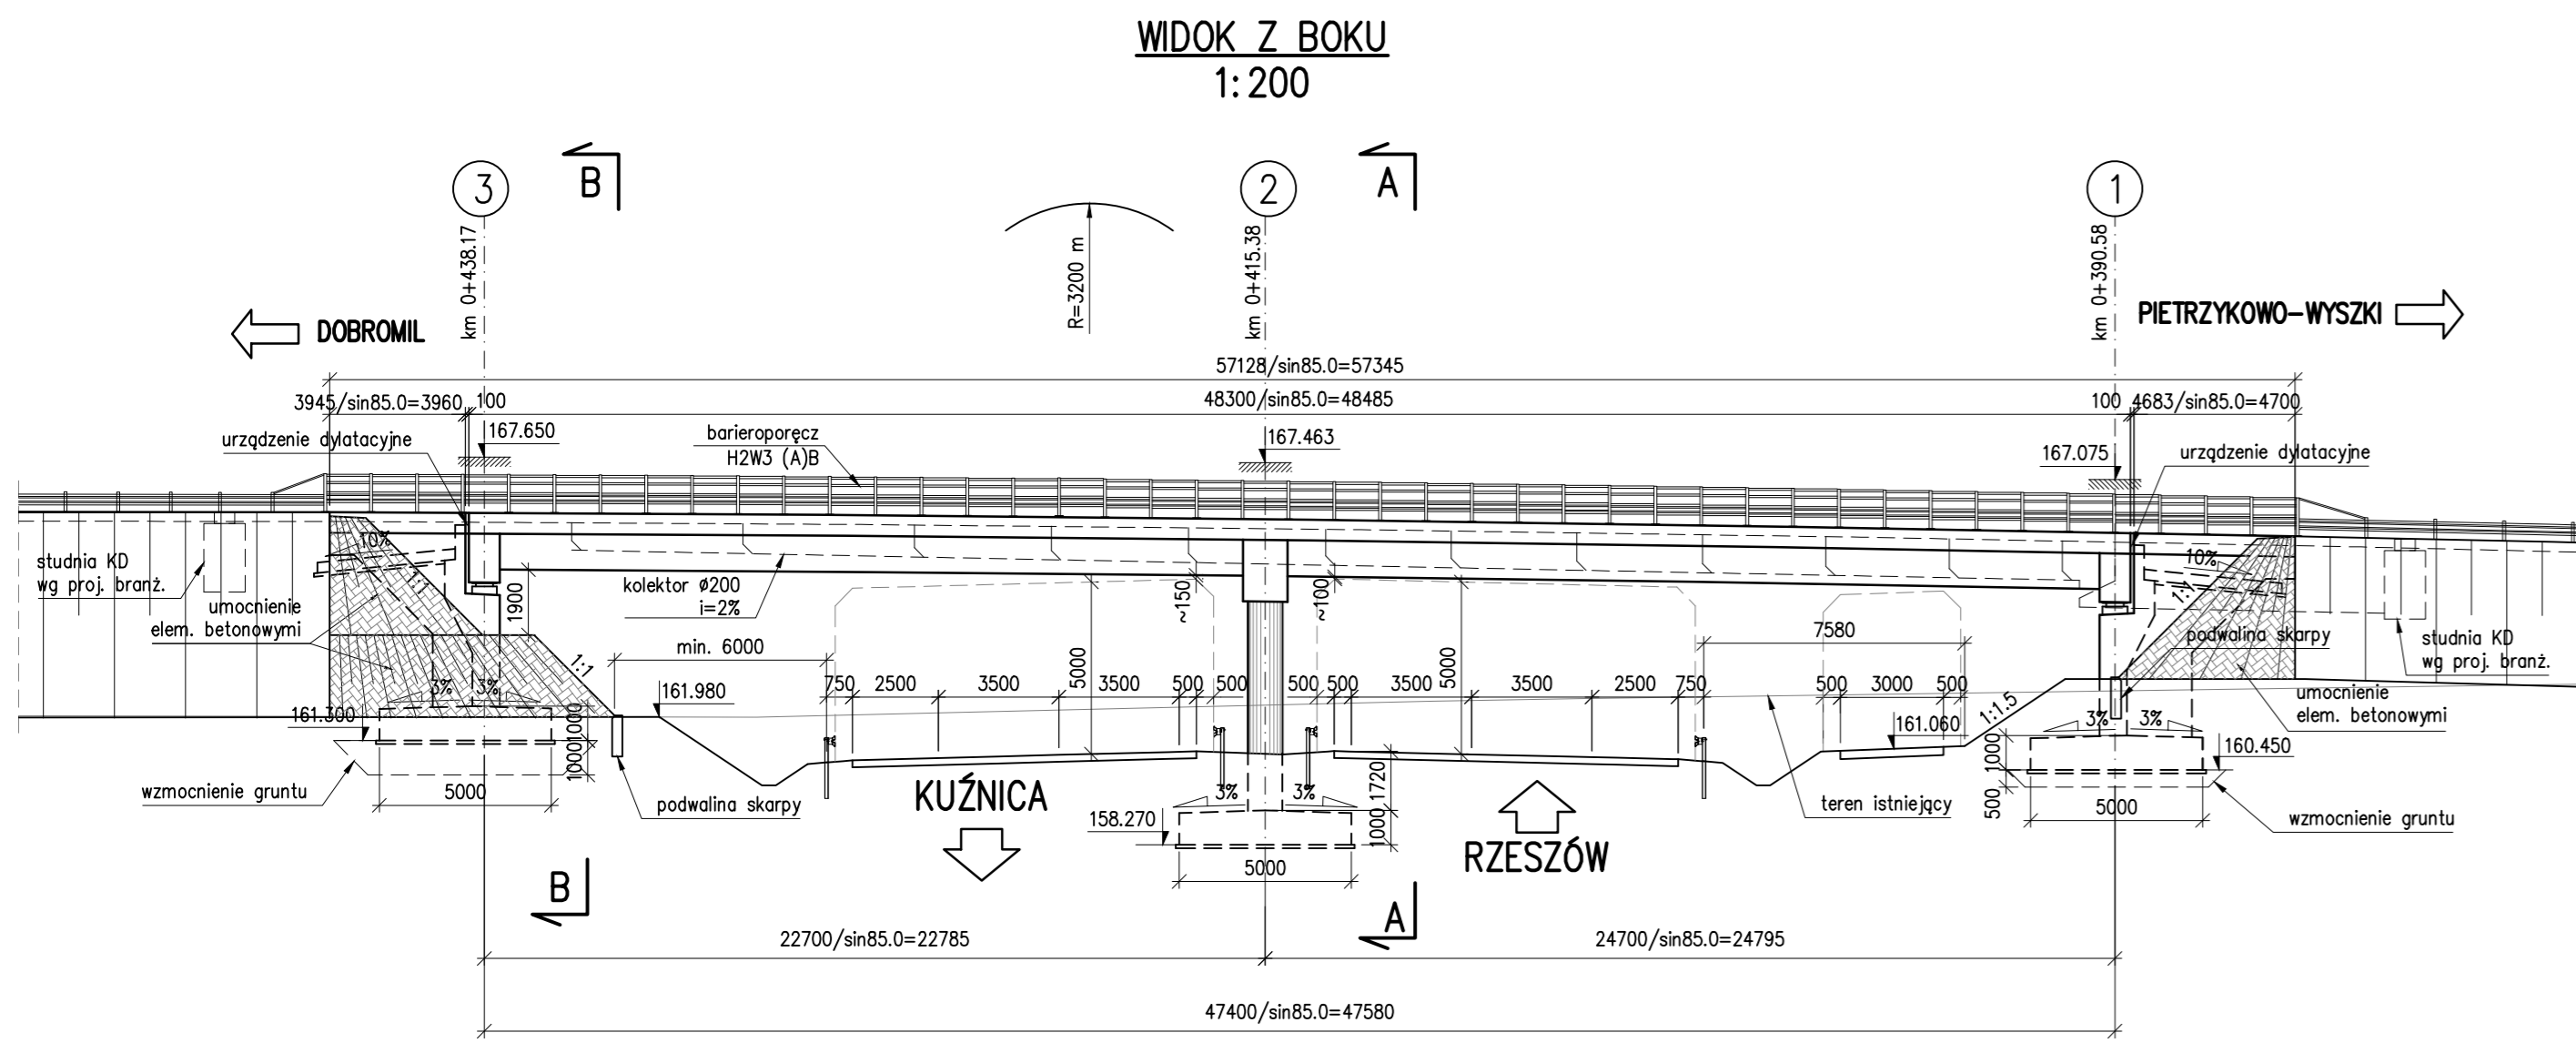 WIDOK Z BOKU
1:200
B
A
3
2
1
km 0+438.17
R=3200 m
km 0+415.38
km 0+390.58
DOBROMIL
PIETRZYKOWO-WYSZKI
57128/sin85.0=57345
3945/sin85.0=3960
100
48300/sin85.0=48485
100
4683/sin85.0=4700
urządzenie dylatacyjne
167.650
barieroporęcz
H2W3 (A)B
167.463
167.075
urządzenie dylatacyjne
10%
studnia KD
wg proj. branż.
1:1
umocnienie
elem. betonowymi
1900
kolektor ø200
i=2%
~150
~100
10%
1:1
min. 6000
1:1
7580
podwalina skarpy
studnia KD
wg proj. branż.
3%
3%
161.980
750
2500
3500
5000
3500
500
500
500
500
3500
5000
3500
2500
750
500
3000
500
161.300
1000
1000
161.060
1:1.5
umocnienie
elem. betonowymi
3%
3%
160.450
1000
500
wzmocnienie gruntu
5000
podwalina skarpy
KUŹNICA
3%
3%
1720
158.270
1000
5000
RZESZÓW
teren istniejący
5000
wzmocnienie gruntu
B
A
22700/sin85.0=22785
24700/sin85.0=24795
47400/sin85.0=47580